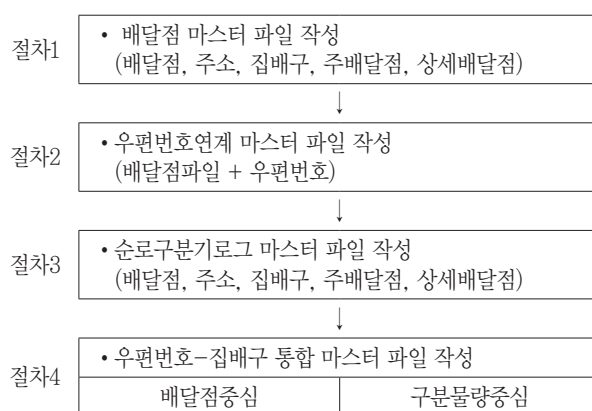 절차1
• 배달점 마스터 파일 작성
(배달점, 주소, 집배구, 주배달점, 상세배달점)
↓
절차2
• 우편번호연계 마스터 파일 작성
(배달점파일 + 우편번호)
↓
절차3
• 순로구분기로그 마스터 파일 작성
(배달점, 주소, 집배구, 주배달점, 상세배달점)
↓
절차4
• 우편번호-집배구 통합 마스터 파일 작성
배달점중심 구분물량중심